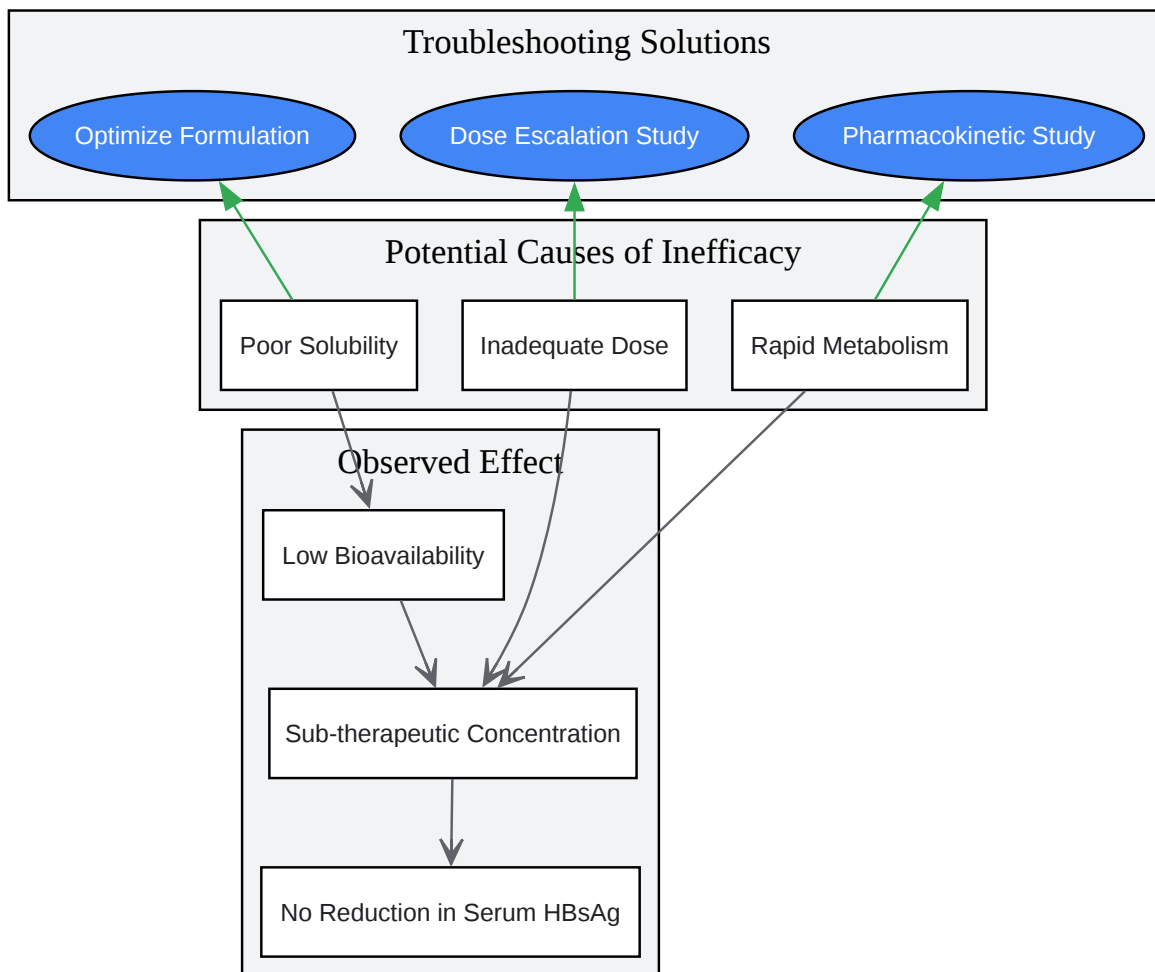 Troubleshooting Solutions
Optimize Formulation
Dose Escalation Study
Pharmacokinetic Study
Potential Causes of Inefficacy
Poor Solubility
Inadequate Dose
Rapid Metabolism
Observed Effect
Low Bioavailability
Sub-therapeutic Concentration
No Reduction in Serum HBsAg